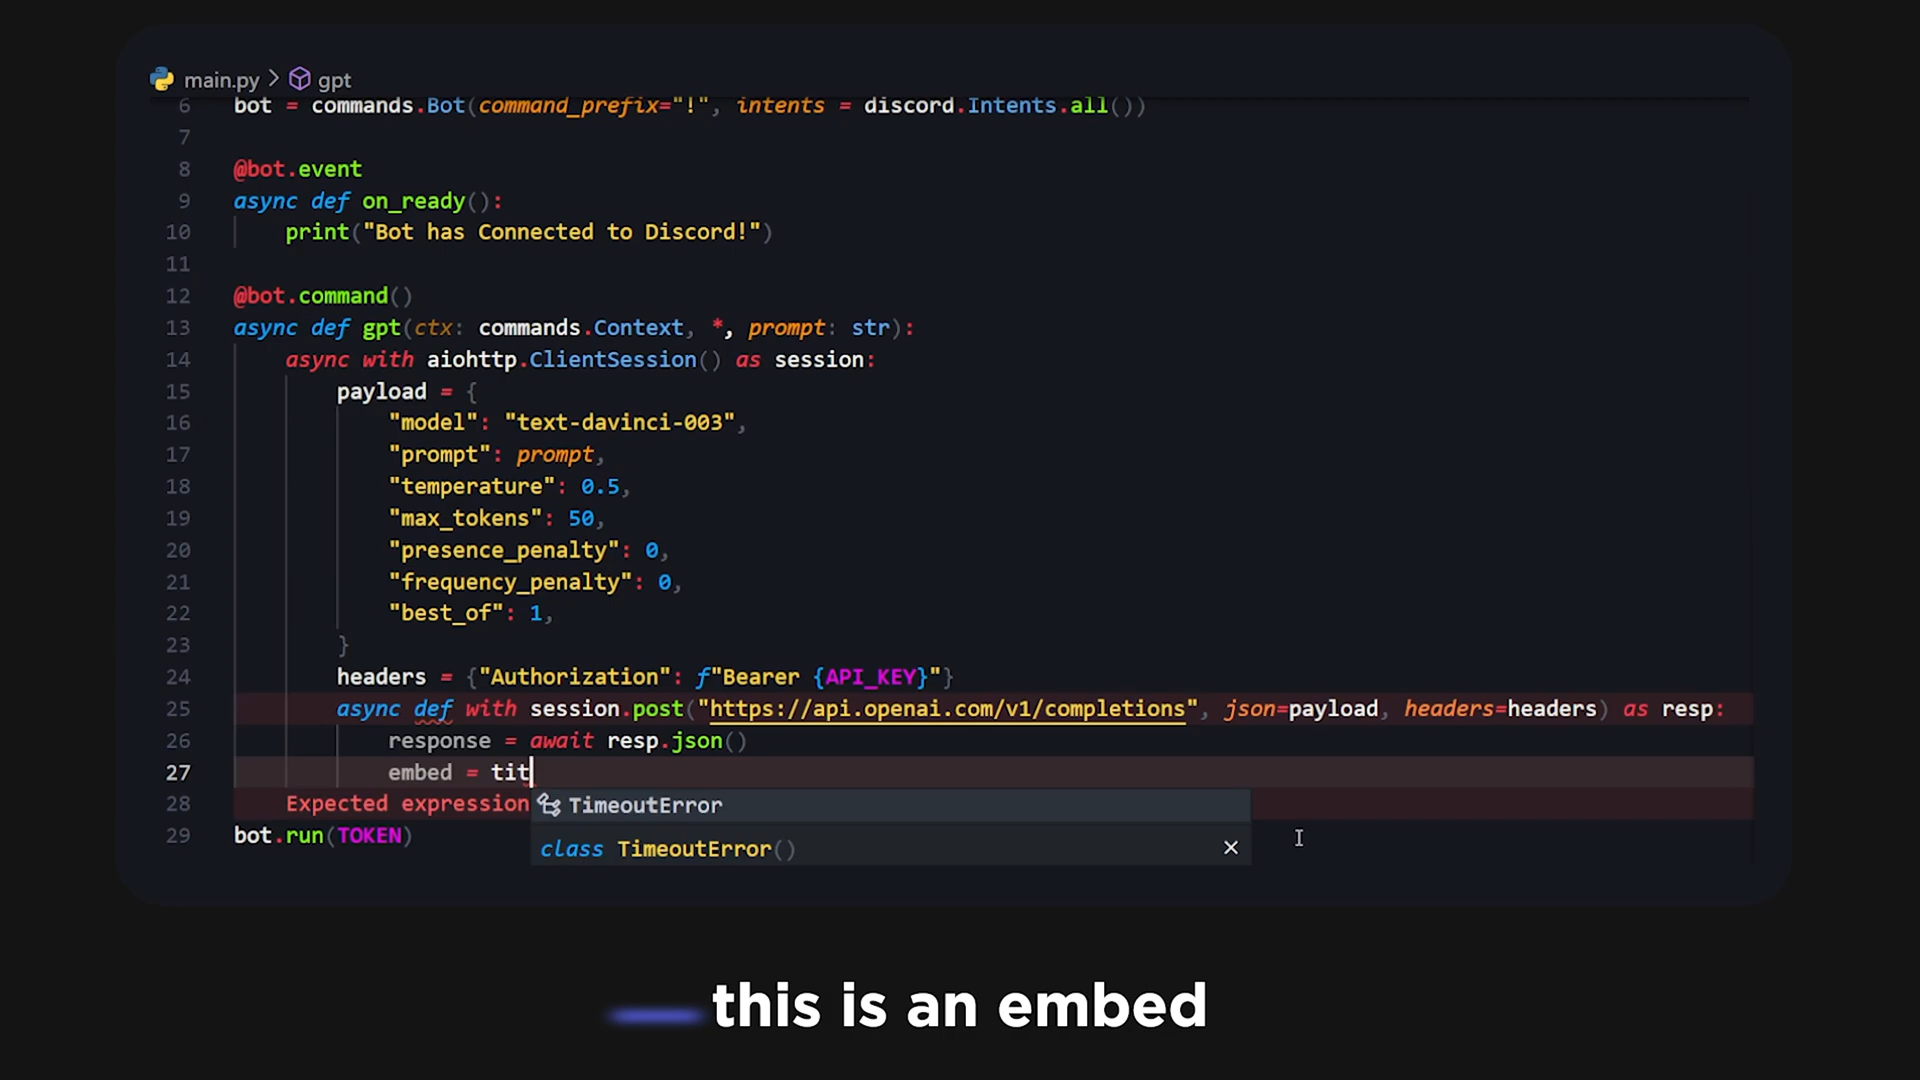 main.py > gpt
6 bot = commands.Bot(command_prefix="!", intents = discord.Intents.all())
7
8 @bot.event
9 async def on_ready():
10 print("Bot has Connected to Discord!")
11
12 @bot.command()
13 async def gpt(ctx: commands.Context, *, prompt: str):
14 async with aiohttp.ClientSession() as session:
15 payload = {
16 "model": "text-davinci-003",
17 "prompt": prompt,
18 "temperature": 0.5,
19 "max_tokens": 50,
20 "presence_penalty": 0,
21 "frequency_penalty": 0,
22 "best_of": 1,
23 }
24 headers = {"Authorization": f"Bearer {API_KEY}"}
25 async def with session.post("https://api.openai.com/v1/completions", json=payload, headers=headers) as resp:
26 response = await resp.json()
27 embed = tit
28 Expected expression TimeoutError
29 bot.run(TOKEN) class TimeoutError() ×
this is an embed